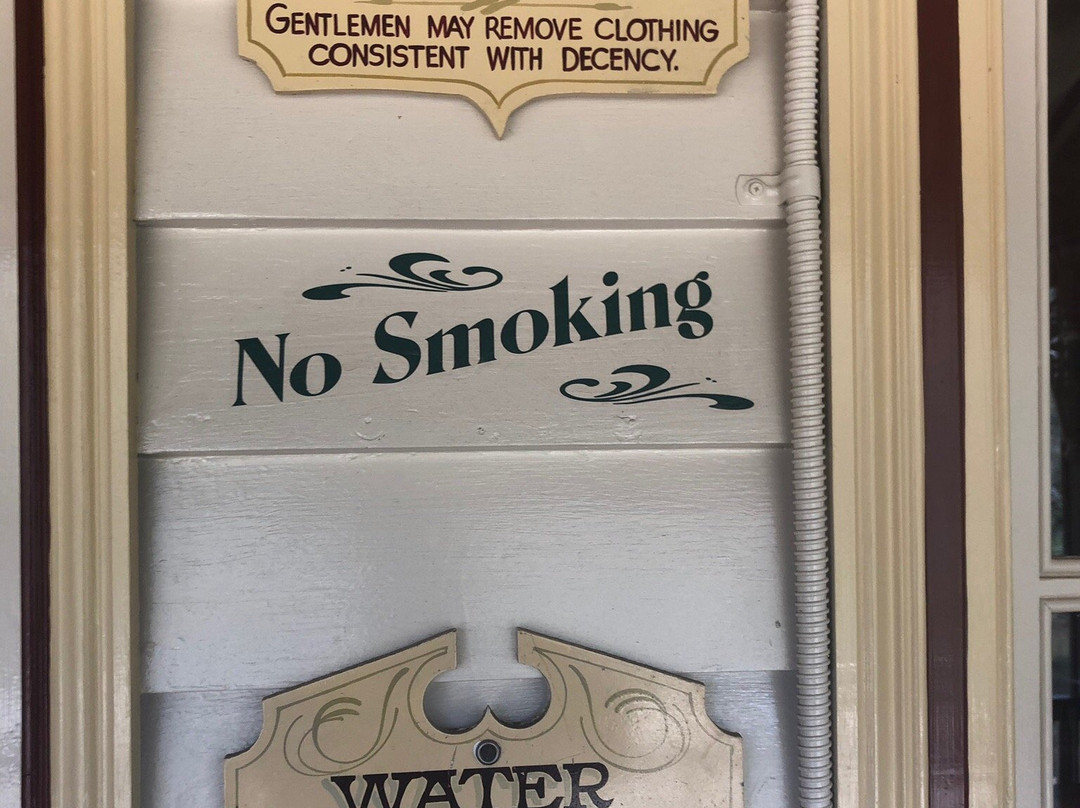 GENTLEMEN MAY REMOVE CLOTHING
CONSISTENT WITH DECENCY.
No Smoking
WATER